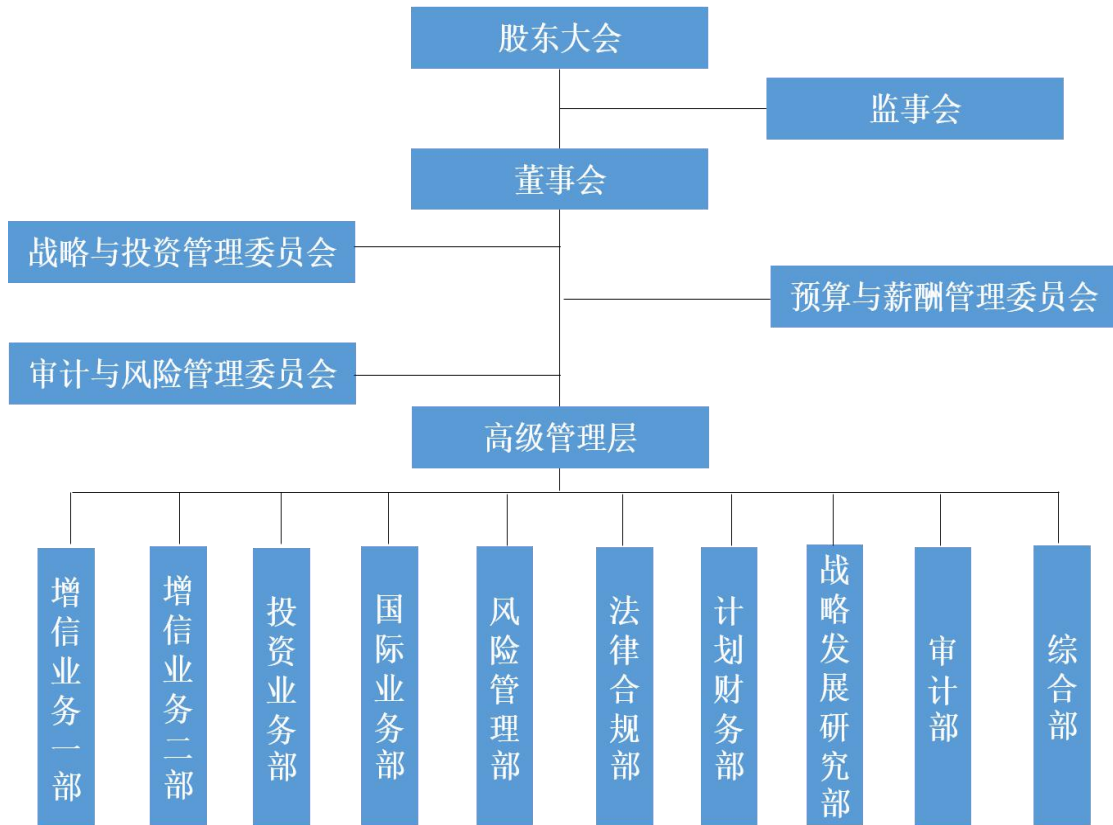 股东大会
监事会
董事会
战略与投资管理委员会
预算与薪酬管理委员会
审计与风险管理委员会
高级管理层
增信业务一部
增信业务二部
投资业务部
国际业务部
风险管理部
法律合规部
计划财务部
战略发展研究部
审计部
综合部